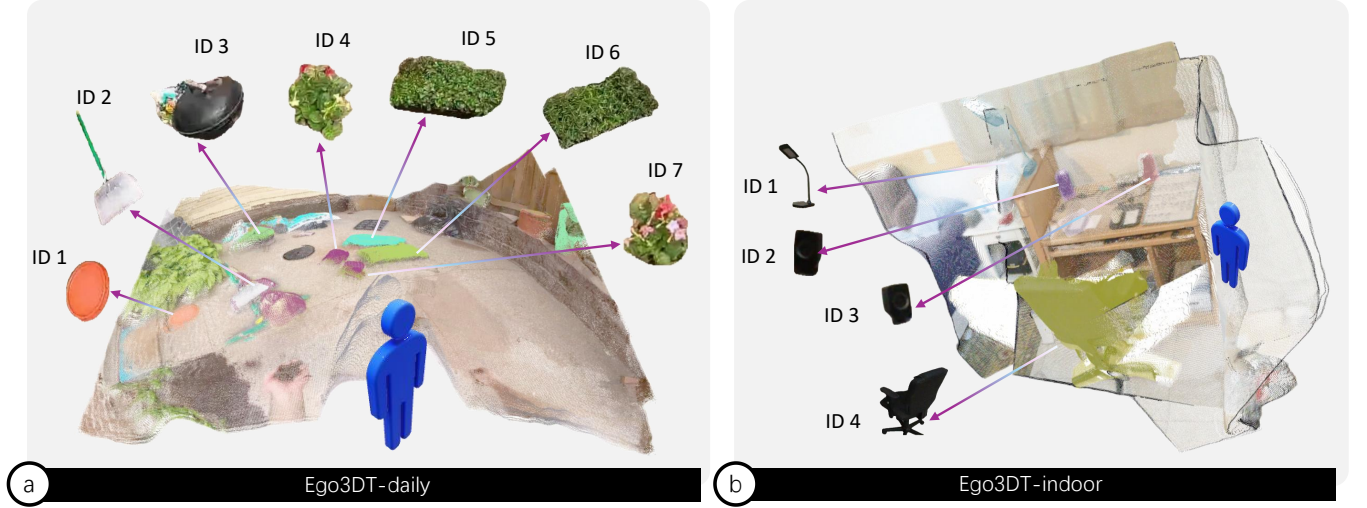 ID 1
ID 2
ID 3
ID 4
ID 5
ID 6
ID 7
a
Ego3DT-daily
ID 1
ID 2
ID 3
ID 4
b
Ego3DT-indoor